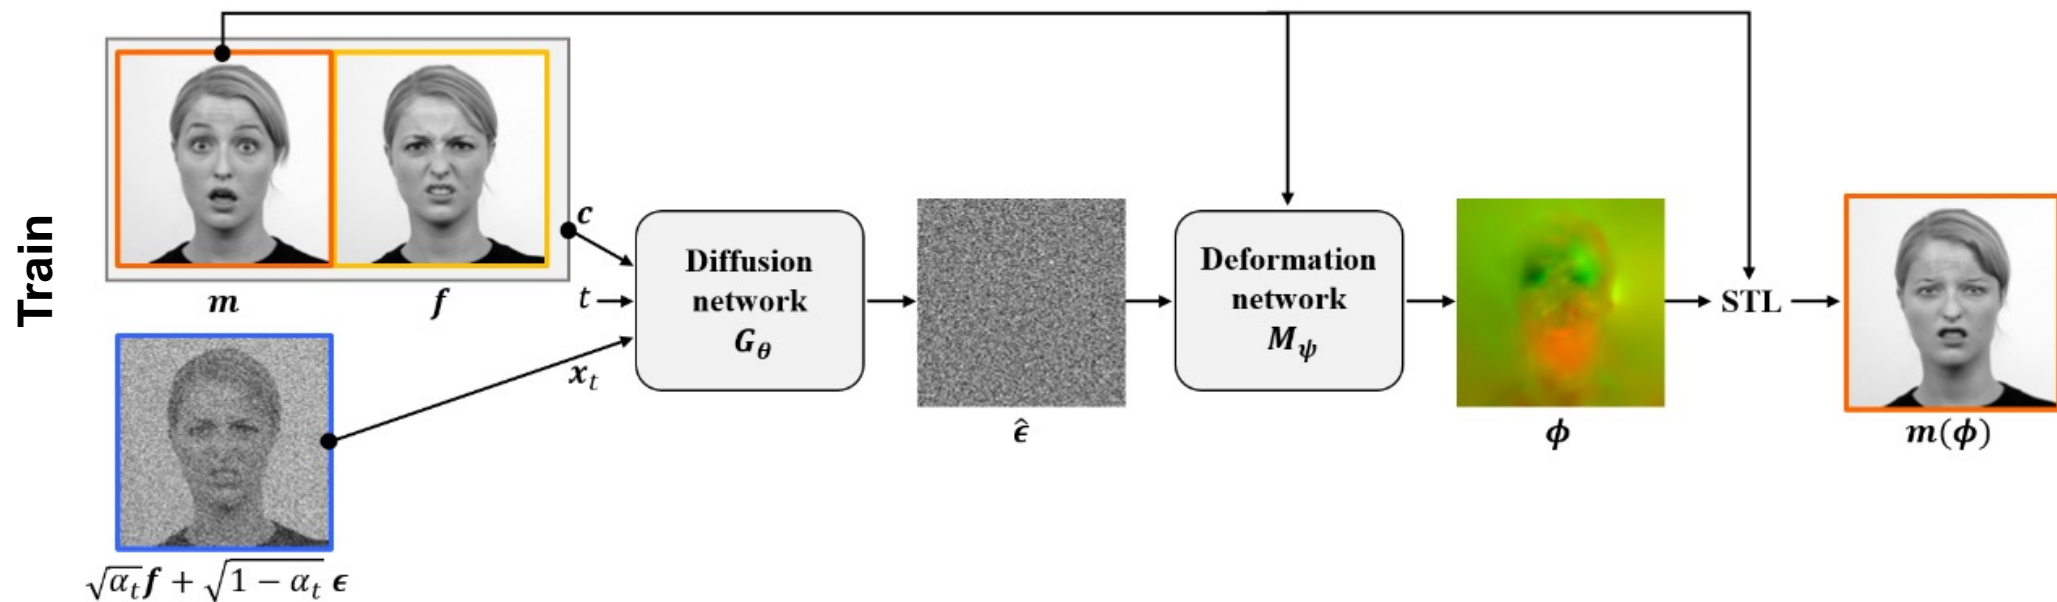 Train
m
f
c
t
x_t
√α_t f + √1 − α_t ϵ
Diffusion
network
G_θ
ϵ̂
Deformation
network
M_ψ
ϕ
STL
m(ϕ)